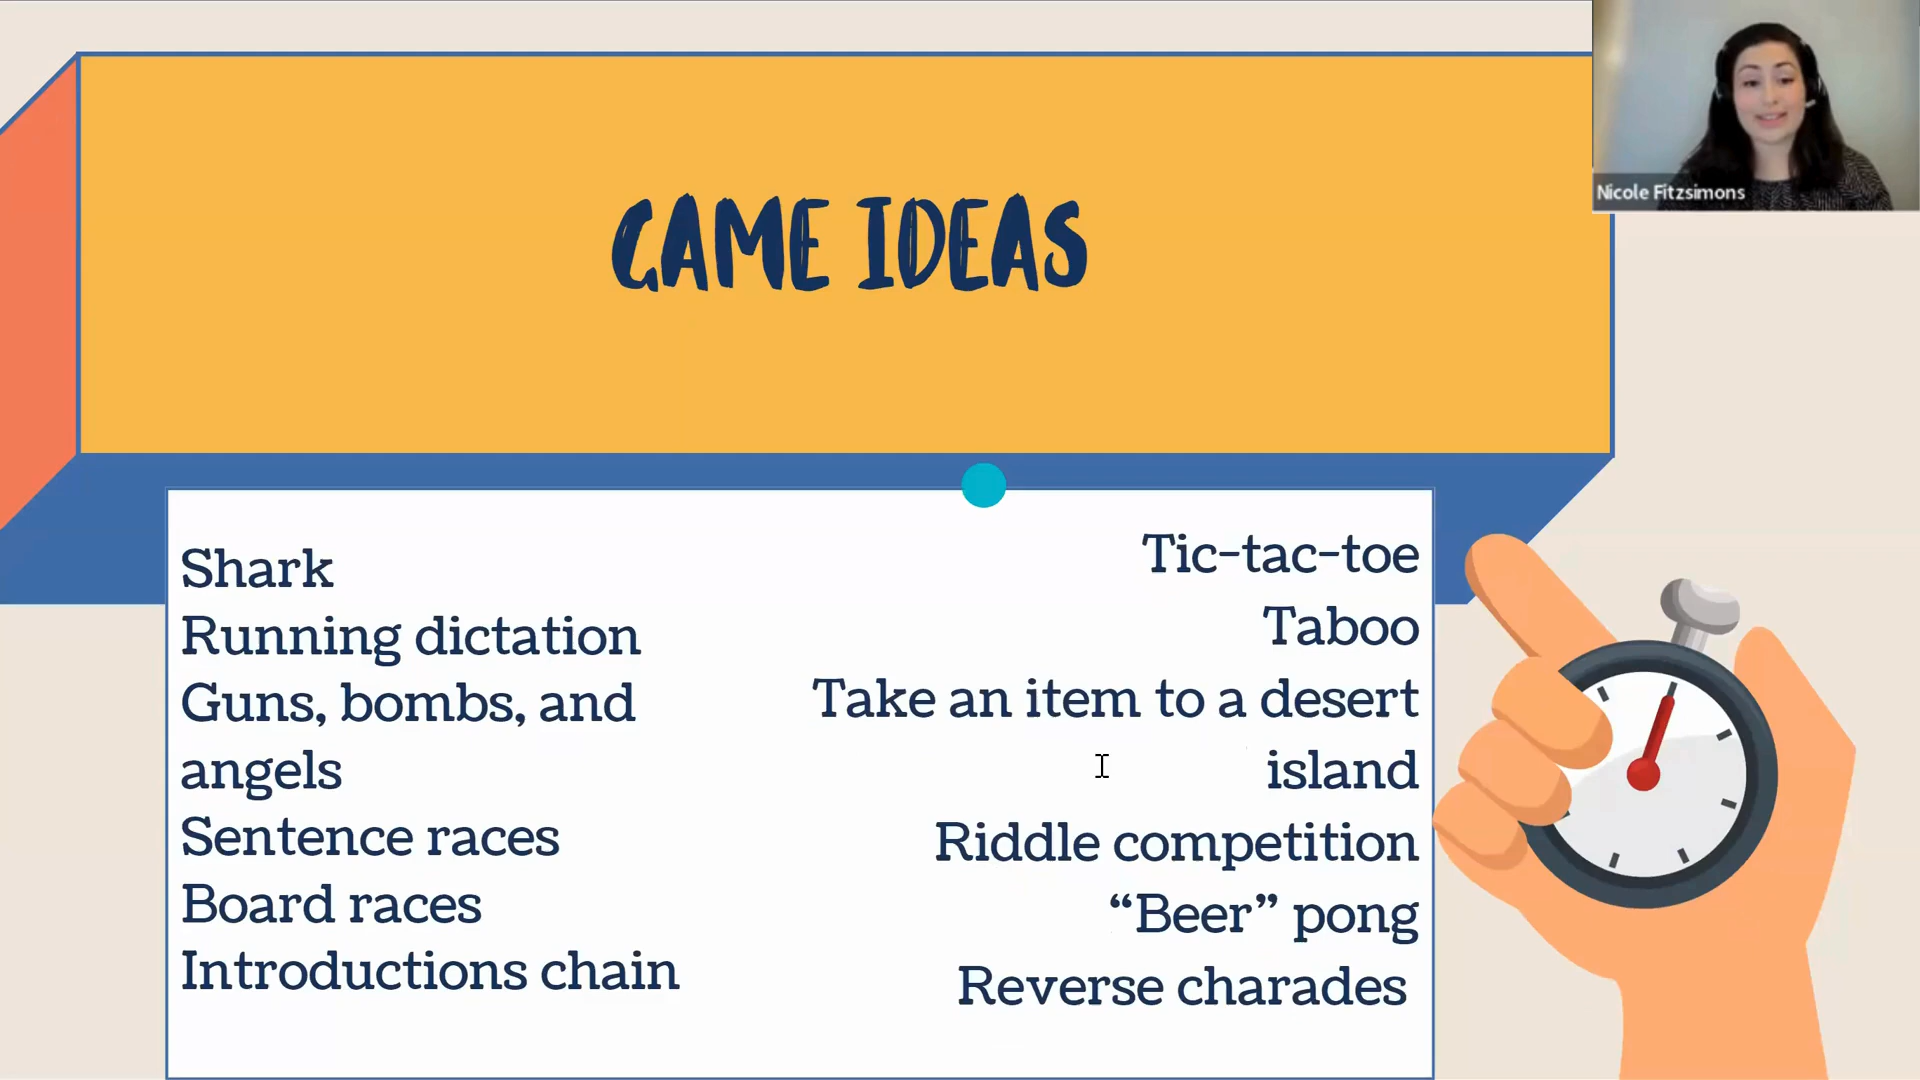 GAME IDEAS
Nicole Fitzsimons
Shark
Running dictation
Guns, bombs, and
angels
Sentence races
Board races
Introductions chain
Tic-tac-toe
Taboo
Take an item to a desert
island
Riddle competition
“Beer” pong
Reverse charades